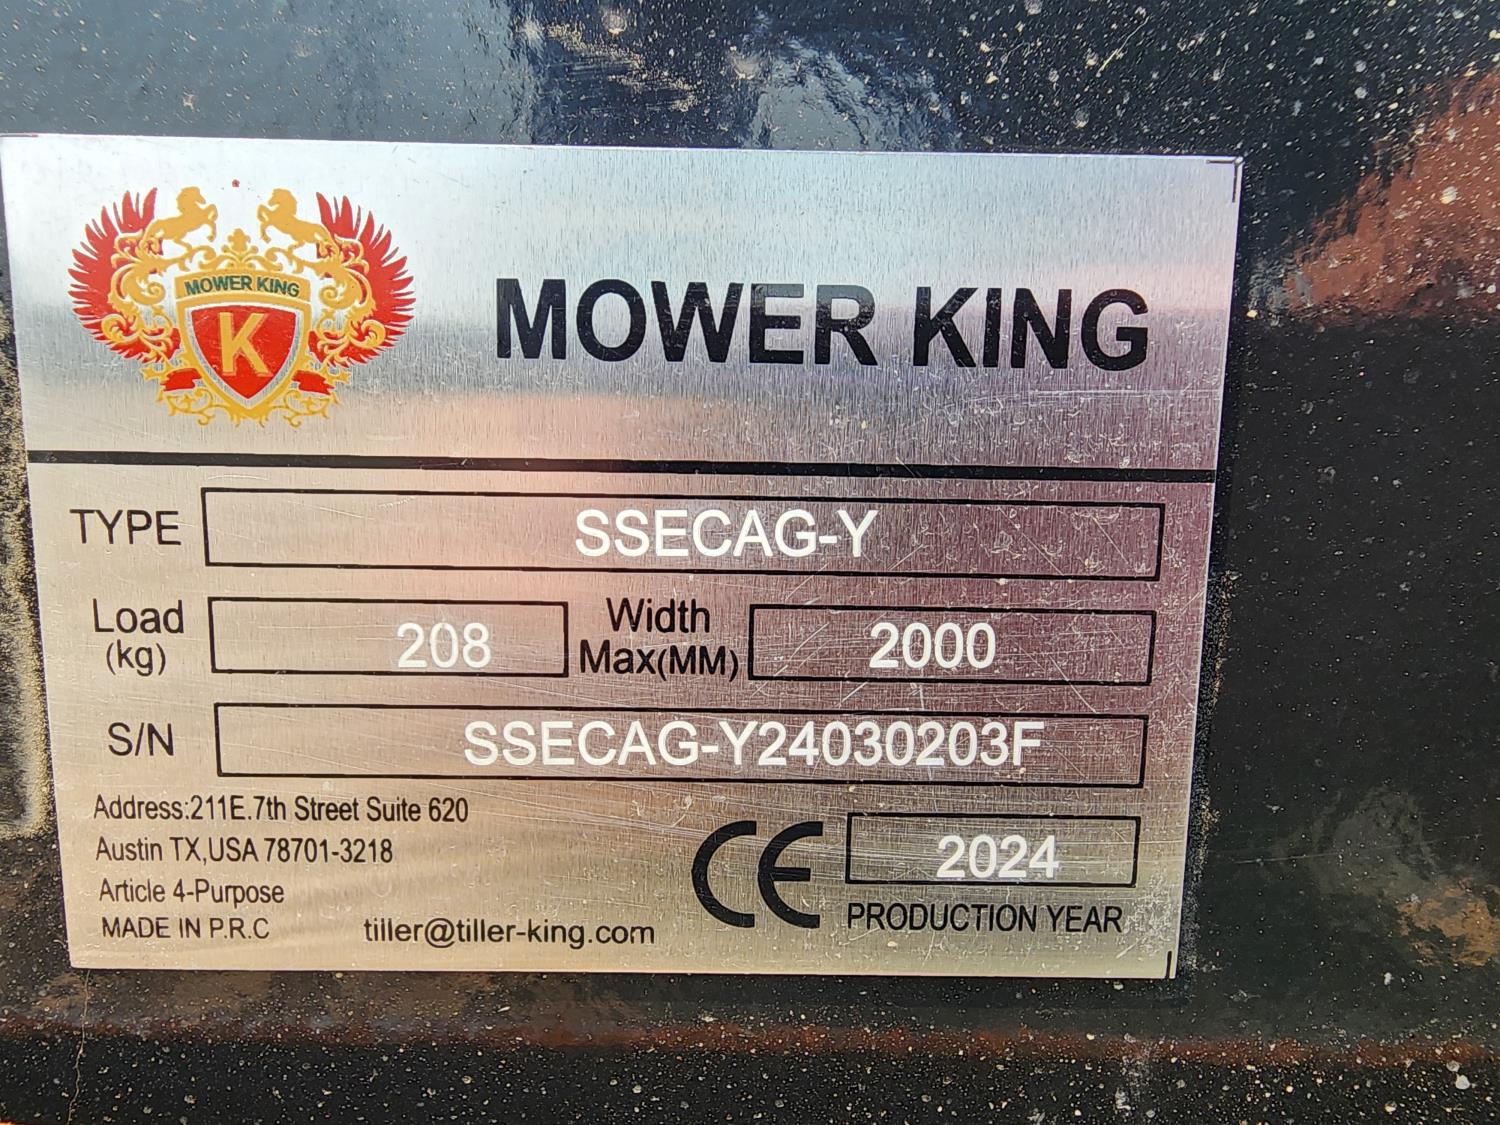 MOWER KING
K
MOWER KING
TYPE SSECAG-Y
Load (kg) 208 Width Max(MM) 2000
S/N SSECAG-Y24030203F
Address:211E.7th Street Suite 620
Austin TX,USA 78701-3218
Article 4-Purpose
MADE IN P.R.C tiller@tiller-king.com
CE 2024
PRODUCTION YEAR